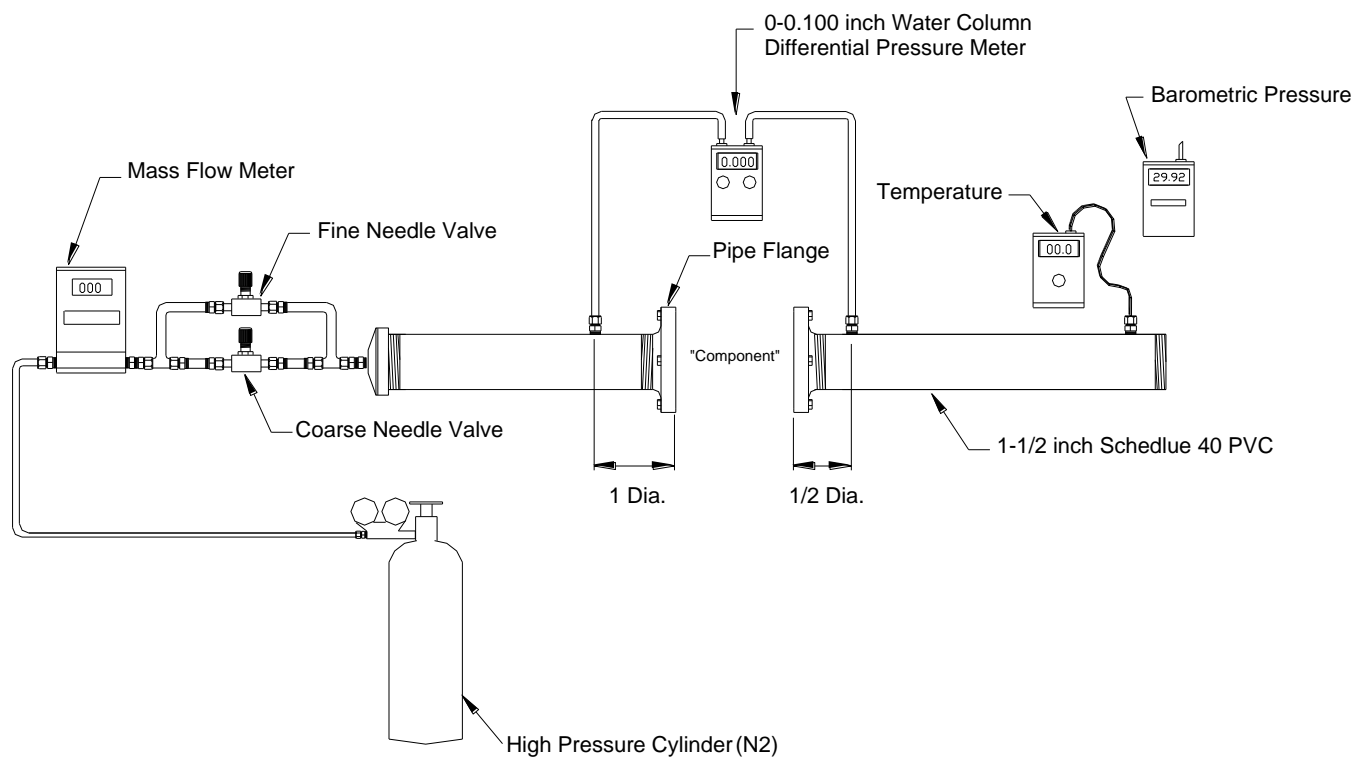 0-0.100 inch Water Column
Differential Pressure Meter
Barometric Pressure
0.000
29.92
Mass Flow Meter
Temperature
Fine Needle Valve
Pipe Flange
00.0
000
"Component"
Coarse Needle Valve
1-1/2 inch Schedlue 40 PVC
1 Dia.
1/2 Dia.
High Pressure Cylinder (N2)